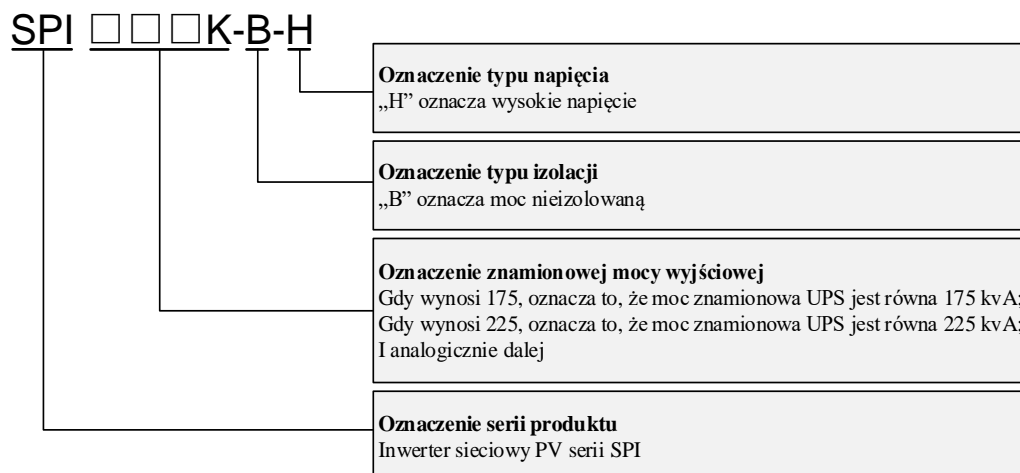 SPI □□□K-B-H
Oznaczenie typu napięcia
„H” oznacza wysokie napięcie
Oznaczenie typu izolacji
„B” oznacza moc nieizolowaną
Oznaczenie znamionowej mocy wyjściowej
Gdy wynosi 175, oznacza to, że moc znamionowa UPS jest równa 175 kvA;
Gdy wynosi 225, oznacza to, że moc znamionowa UPS jest równa 225 kvA;
I analogicznie dalej
Oznaczenie serii produktu
Inwerter sieciowy PV serii SPI